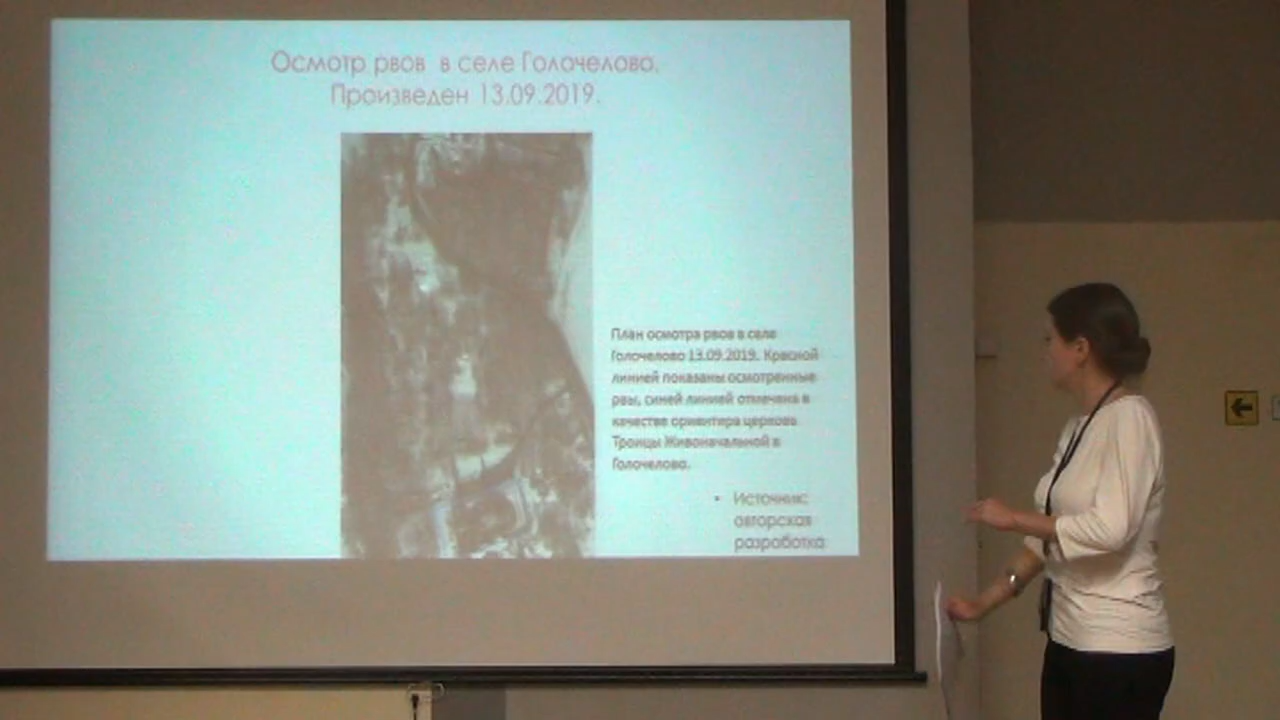 Осмотр рвов в селе Голочелово.
Произведен 13.09.2019.
План осмотра рвов в селе
Голочелово 13.09.2019. Красной
линией показаны осмотренные
рвы, синей линией отмечена в
качестве ориентира церковь
Троицы Живоначальной в
Голочелово.
• Источник:
авторская
разработка